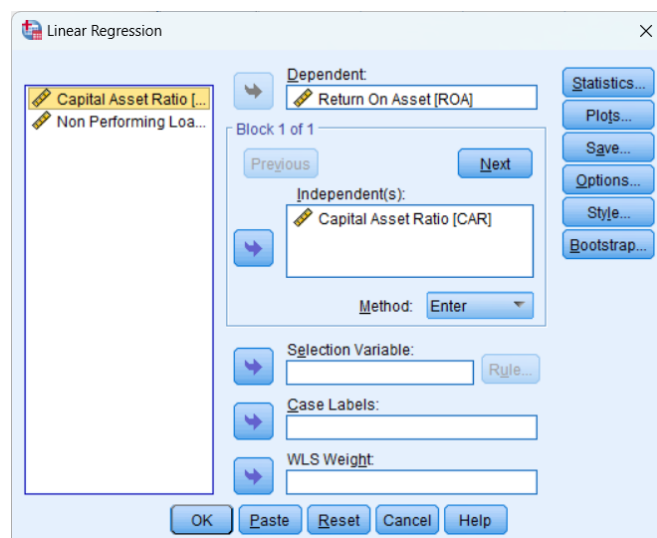 Linear Regression
Capital Asset Ratio [...
Non Performing Loa...
Dependent:
Return On Asset [ROA]
Block 1 of 1
Previous
Next
Independent(s):
Capital Asset Ratio [CAR]
Method:
Enter
Selection Variable:
Rule...
Case Labels:
WLS Weight:
Statistics...
Plots...
Save...
Options...
Style...
Bootstrap...
OK
Paste
Reset
Cancel
Help